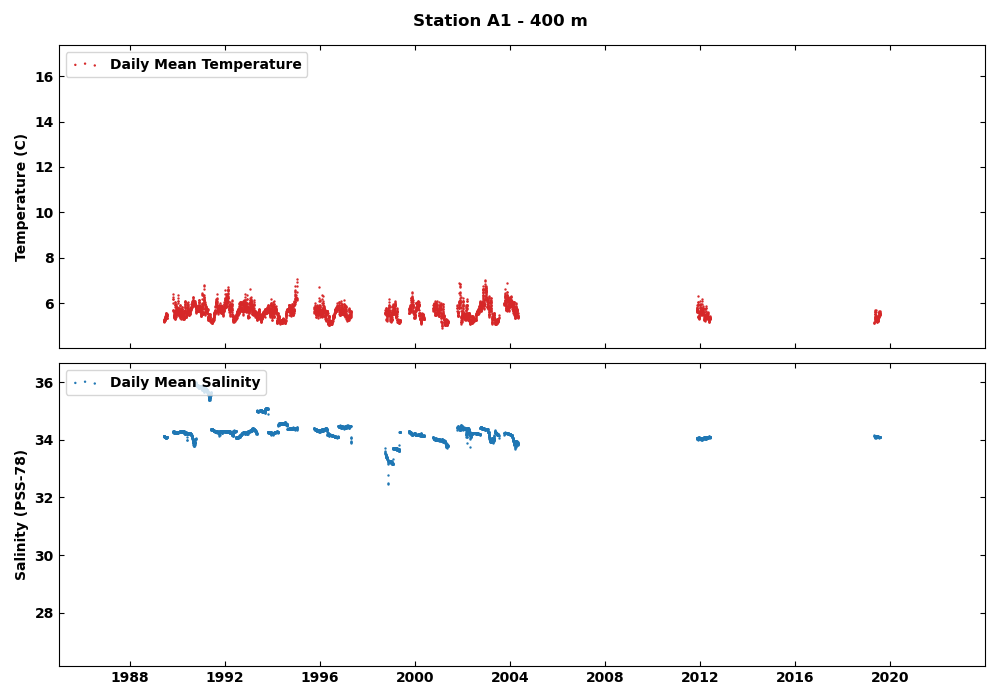 Station A1 - 400 m
Daily Mean Temperature
Temperature (C)
16
14
12
10
8
6
Daily Mean Salinity
Salinity (PSS-78)
36
34
32
30
28
1988 1992 1996 2000 2004 2008 2012 2016 2020